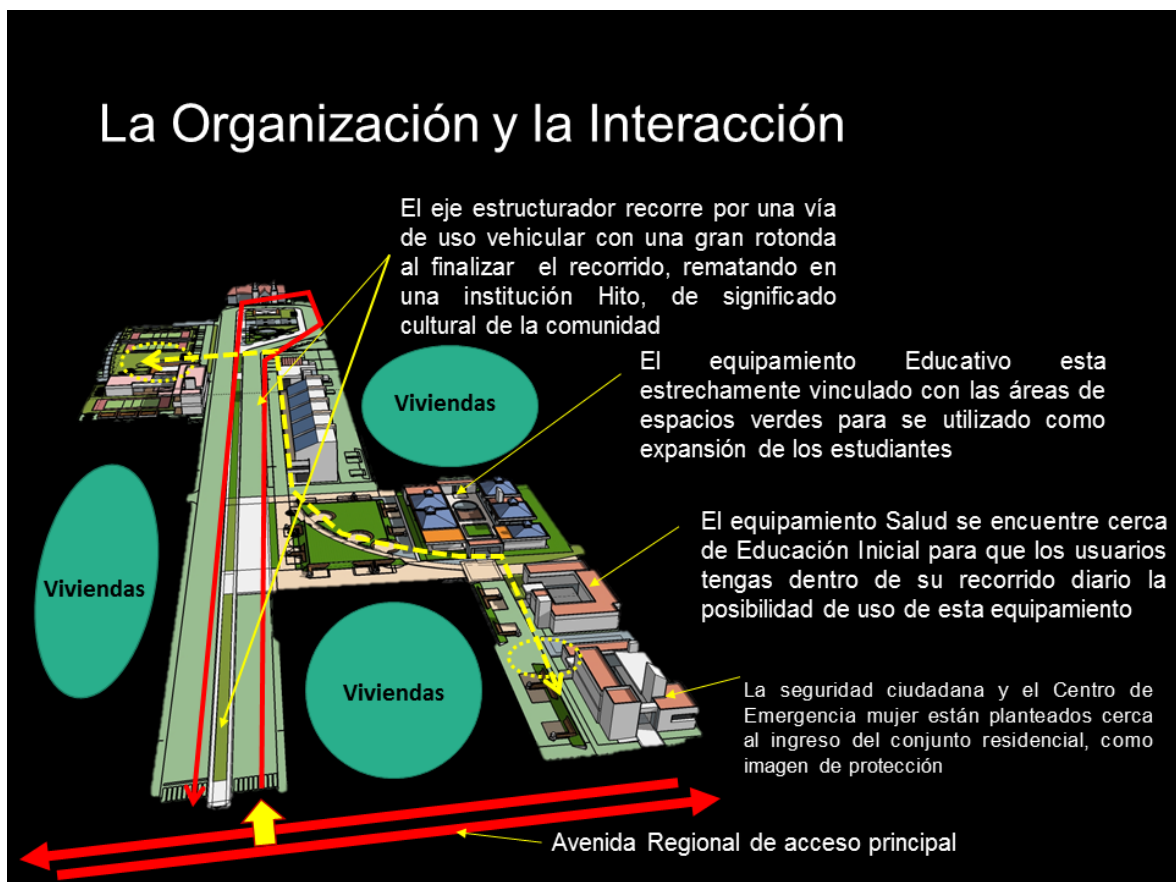 La Organización y la Interacción
El eje estructurador recorre por una vía
de uso vehicular con una gran rotonda
al finalizar el recorrido, rematando en
una institución Hito, de significado
cultural de la comunidad
El equipamiento Educativo esta
estrechamente vinculado con las áreas de
espacios verdes para se utilizado como
expansión de los estudiantes
Viviendas
El equipamiento Salud se encuentre cerca
de Educación Inicial para que los usuarios
tengas dentro de su recorrido diario la
posibilidad de uso de esta equipamiento
Viviendas
Viviendas
La seguridad ciudadana y el Centro de
Emergencia mujer están planteados cerca
al ingreso del conjunto residencial, como
imagen de protección
Avenida Regional de acceso principal